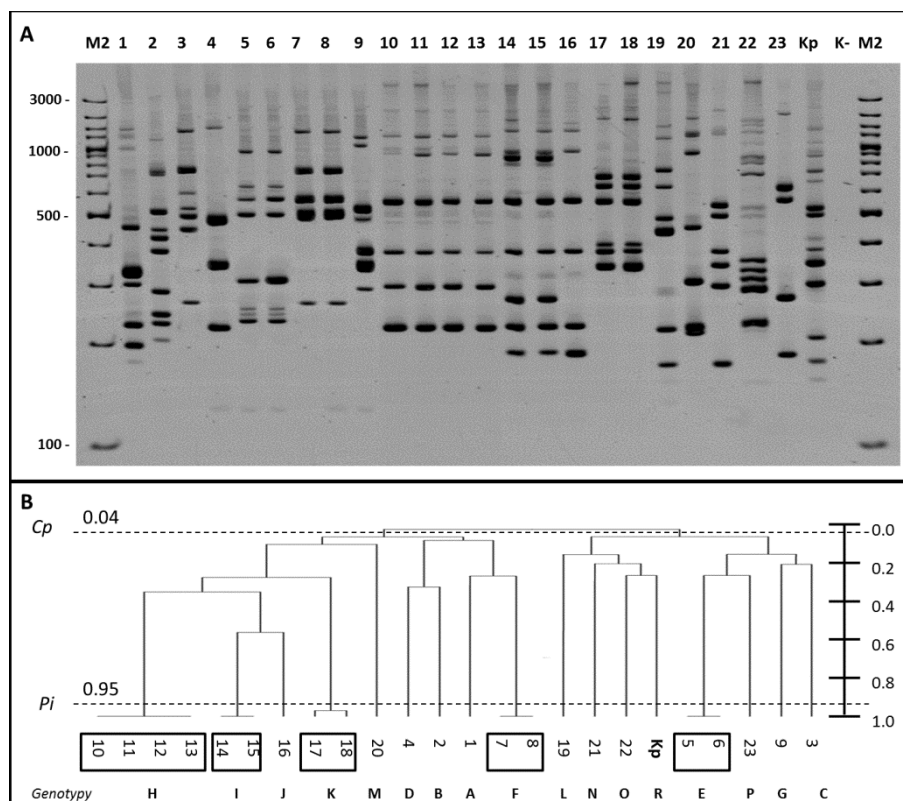 A
M2 1 2 3 4 5 6 7 8 9 10 11 12 13 14 15 16 17 18 19 20 21 22 23 Kp K- M2
3000 -
1000 -
500 -
100 -
B
Cp 0.04 0.0
0.2
0.4
0.6
Pi 0.95 0.8
1.0
10 11 12 13 14 15 16 17 18 20 4 2 1 7 8 19 21 22 Kp 5 6 23 9 3
Genotypy H I J K M D B A F L N O R E P G C